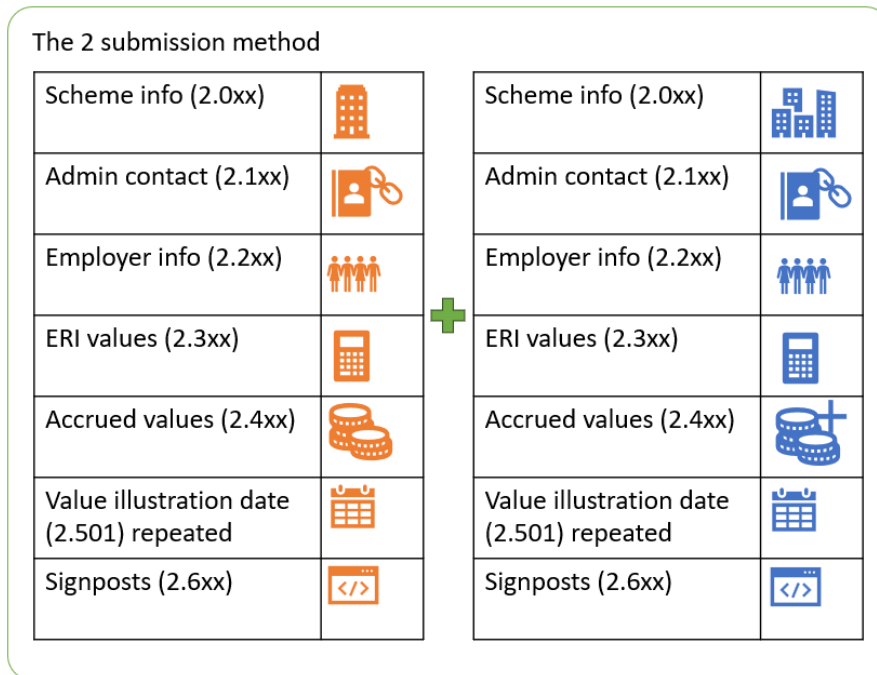 The 2 submission method
Scheme info (2.0xx)
Admin contact (2.1xx)
Employer info (2.2xx)
ERI values (2.3xx)
Accrued values (2.4xx)
Value illustration date
(2.501) repeated
Signposts (2.6xx)
Scheme info (2.0xx)
Admin contact (2.1xx)
Employer info (2.2xx)
ERI values (2.3xx)
Accrued values (2.4xx)
Value illustration date
(2.501) repeated
Signposts (2.6xx)